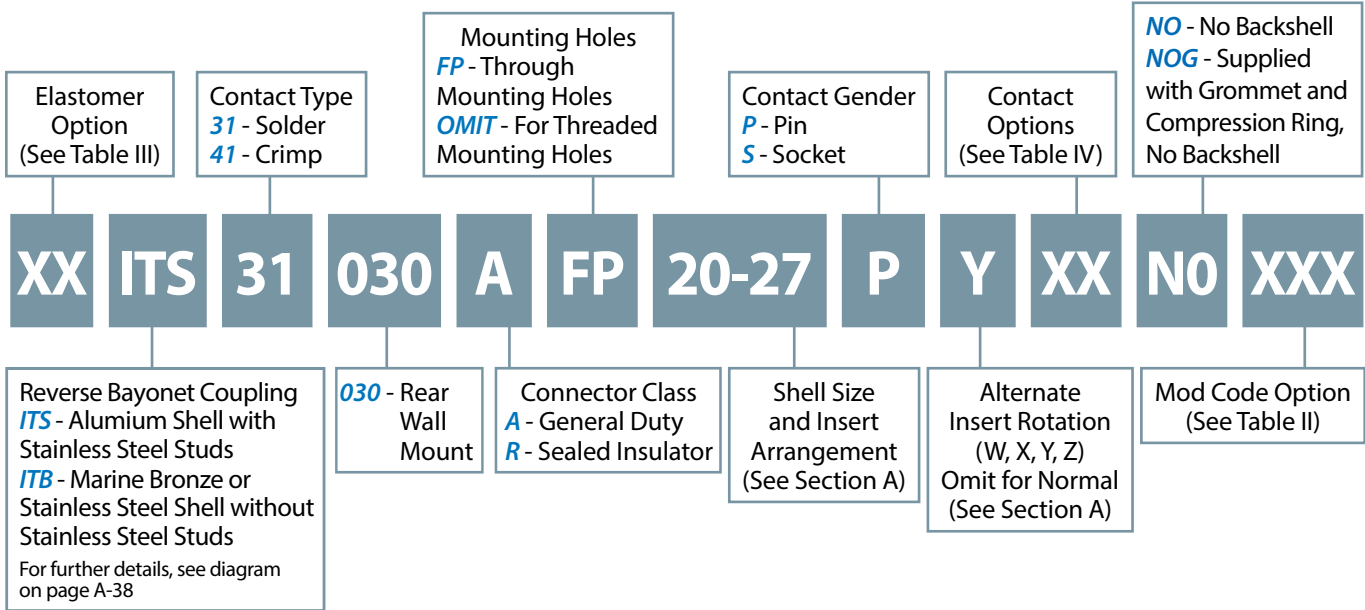 Elastomer
Option
(See Table III)
Contact Type
31 - Solder
41 - Crimp
Mounting Holes
FP - Through
Mounting Holes
OMIT - For Threaded
Mounting Holes
Contact Gender
P - Pin
S - Socket
Contact
Options
(See Table IV)
NO - No Backshell
NOG - Supplied
with Grommet and
Compression Ring,
No Backshell
XX ITS 31 030 A FP 20-27 P Y XX N0 XXX
Reverse Bayonet Coupling
ITS - Alumium Shell with
Stainless Steel Studs
ITB - Marine Bronze or
Stainless Steel Shell without
Stainless Steel Studs
For further details, see diagram
on page A-38
030 - Rear
Wall
Mount
Connector Class
A - General Duty
R - Sealed Insulator
Shell Size
and Insert
Arrangement
(See Section A)
Alternate
Insert Rotation
(W, X, Y, Z)
Omit for Normal
(See Section A)
Mod Code Option
(See Table II)